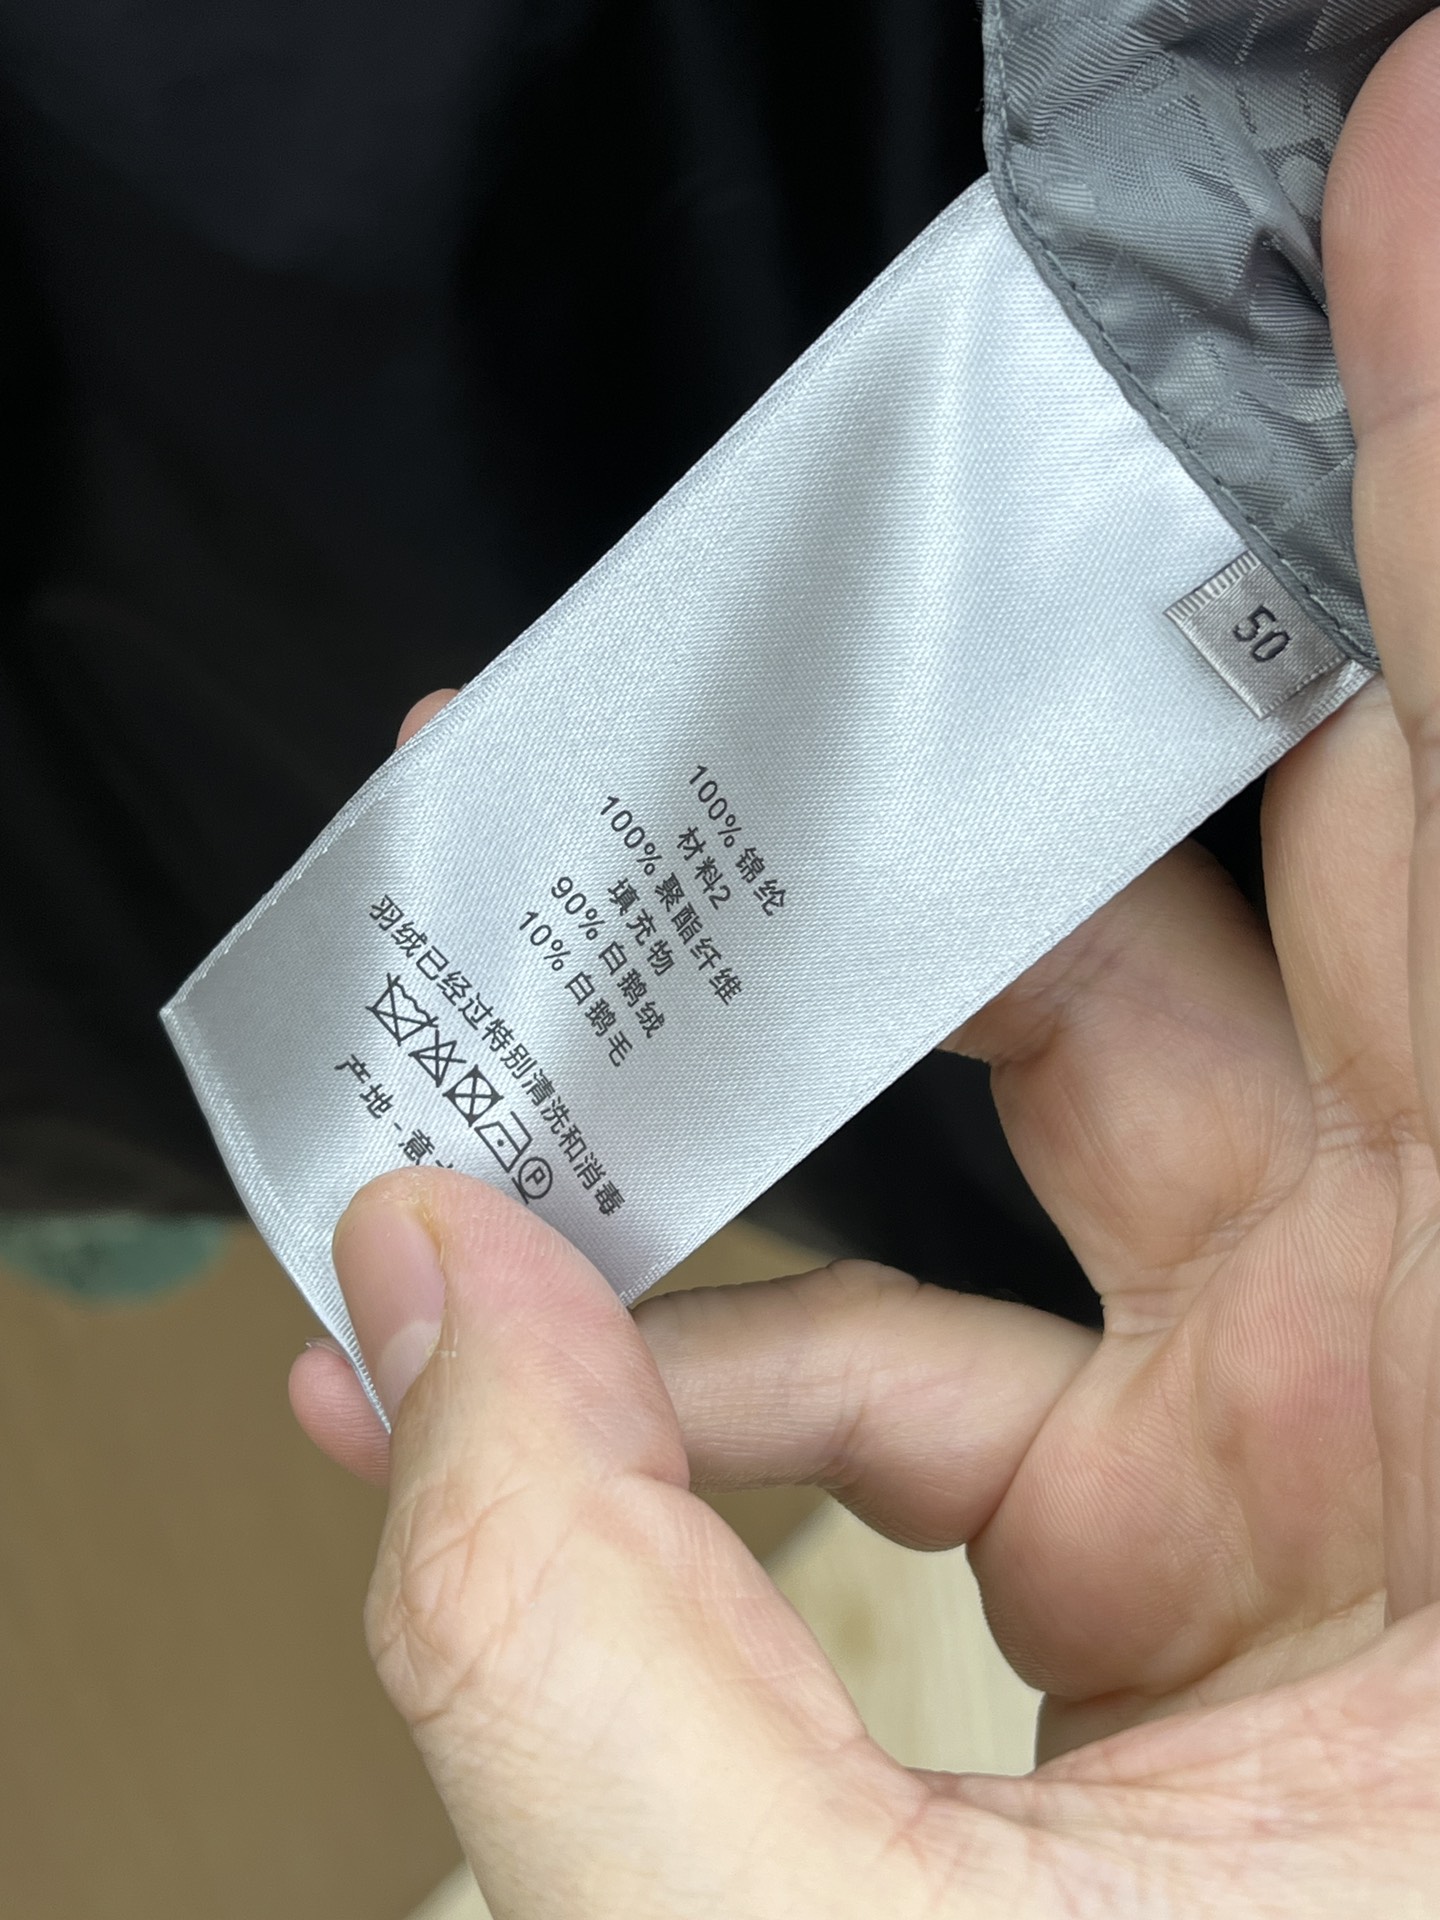 50
100% 锦纶
材料2
100% 聚酯纤维
填充物
90% 白鹅绒
10% 白鹅毛
羽绒已经过特别清洗和消毒
P
产地 - 意